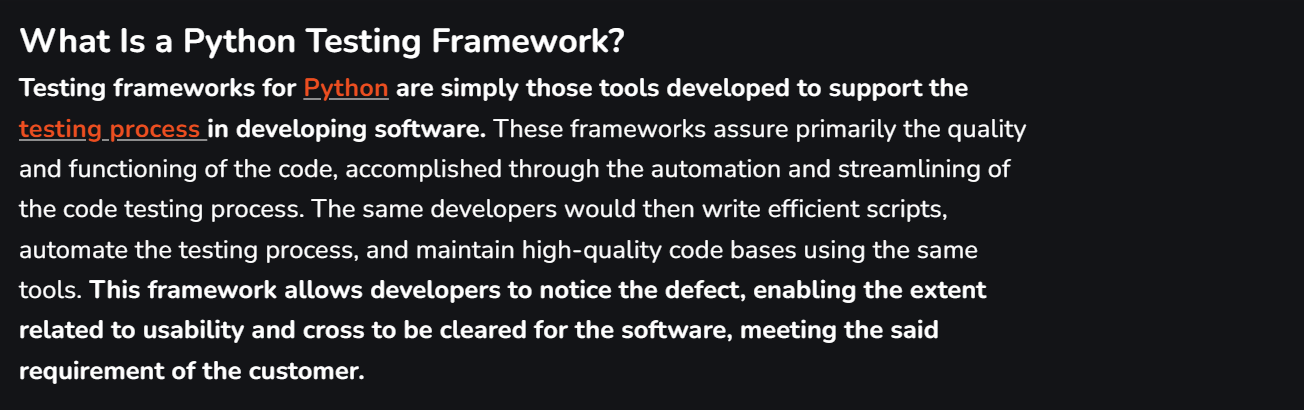 What Is a Python Testing Framework?
Testing frameworks for Python are simply those tools developed to support the
testing process in developing software. These frameworks assure primarily the quality
and functioning of the code, accomplished through the automation and streamlining of
the code testing process. The same developers would then write efficient scripts,
automate the testing process, and maintain high-quality code bases using the same
tools. This framework allows developers to notice the defect, enabling the extent
related to usability and cross to be cleared for the software, meeting the said
requirement of the customer.